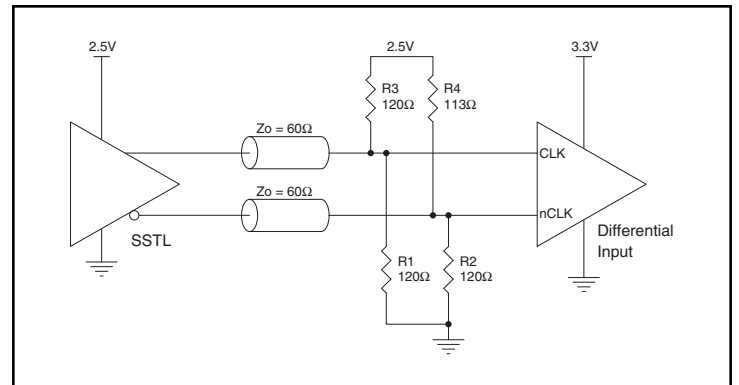 2.5V
2.5V
3.3V
R3
120Ω
R4
113Ω
Zo = 60Ω
CLK
Zo = 60Ω
nCLK
SSTL
Differential
Input
R1
120Ω
R2
120Ω